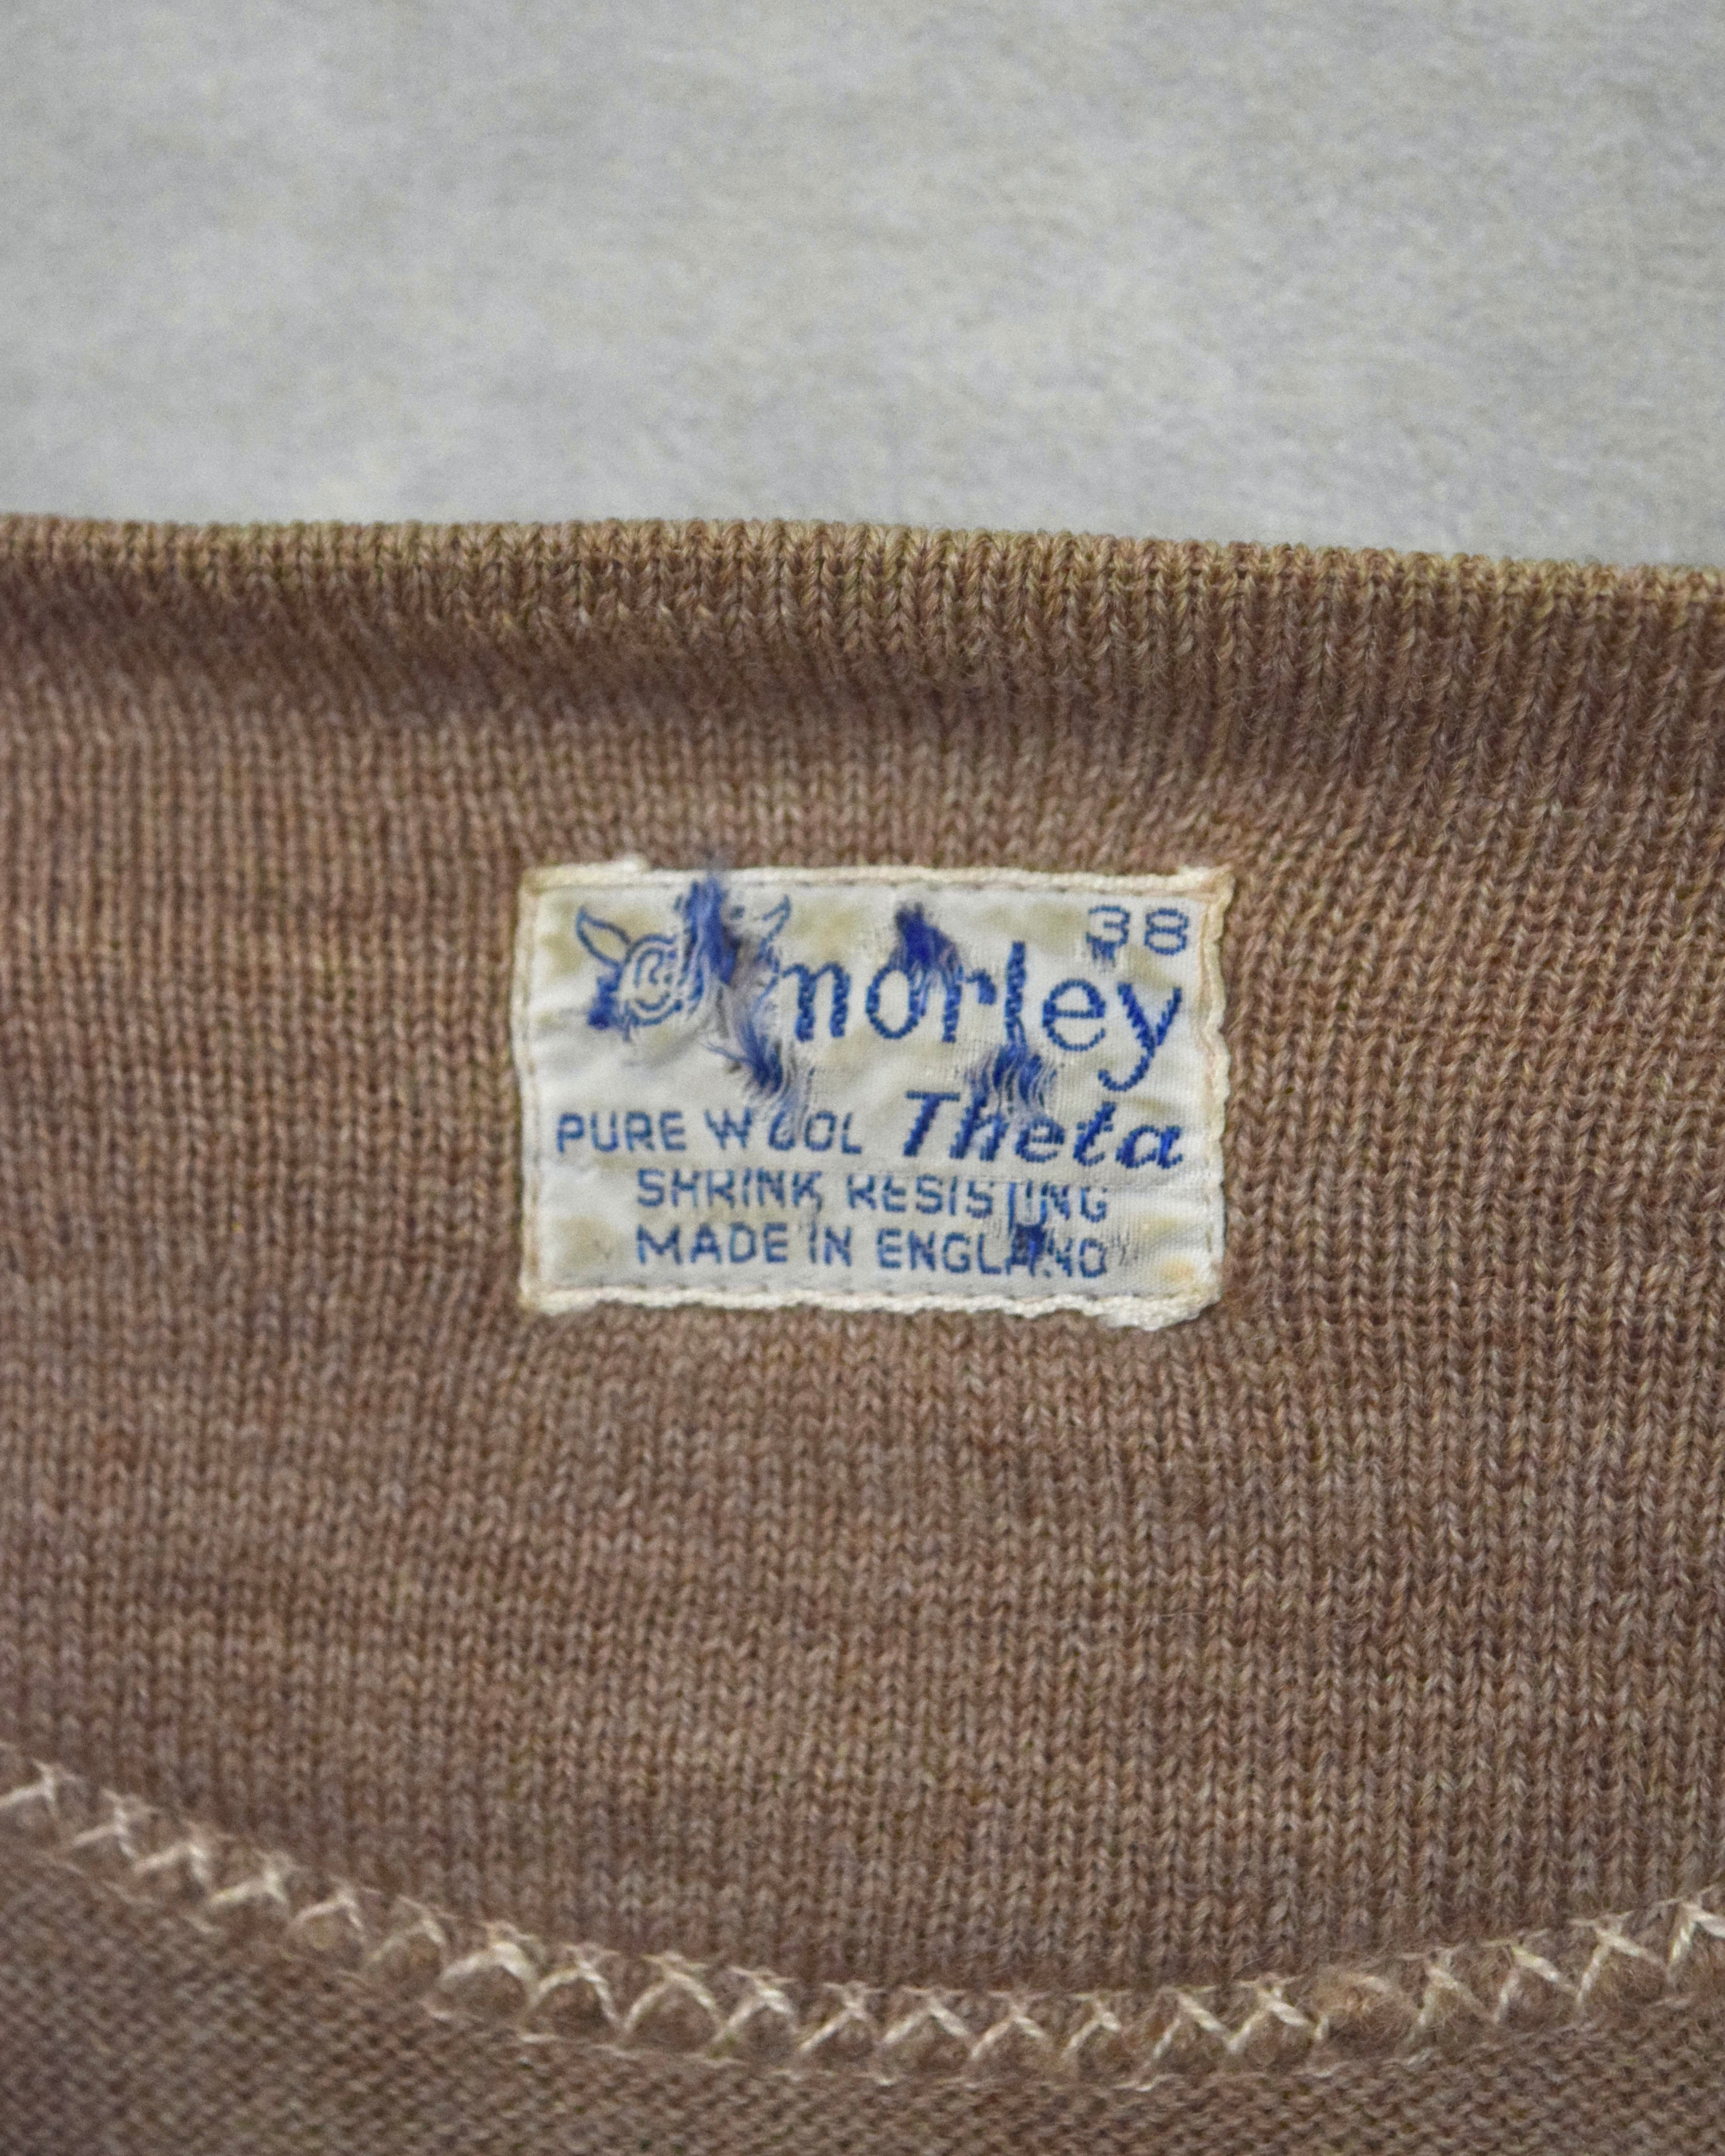 38
morley
PURE WOOL Theta
SHRINK RESISTING
MADE IN ENGLAND